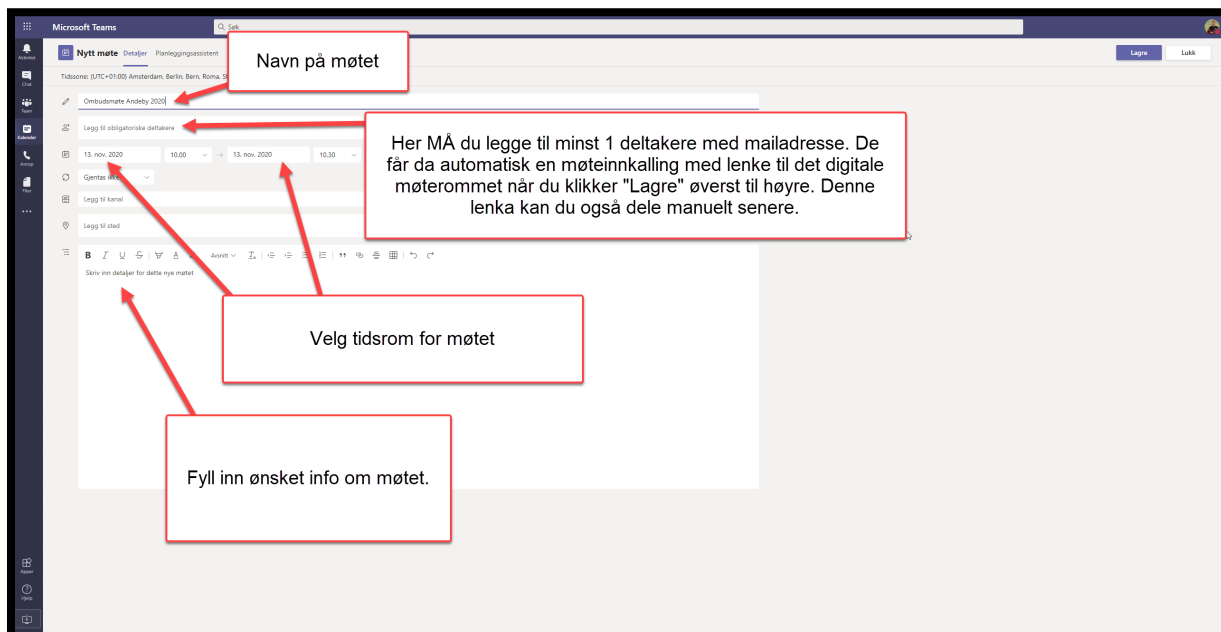 Microsoft Teams
Søk
Aktivitet
Chat
Team
Kalender
Anrop
Filer
Nytt møte Detaljer Planleggingsassistent
Lagre Lukk
Tidssone: (UTC+01:00) Amsterdam, Berlin, Bern, Roma,
Navn på møtet
Ombudsmøte Andeby 2020
Legg til obligatoriske deltakere
Her MÅ du legge til minst 1 deltakere med mailadresse. De
får da automatisk en møteinnkalling med lenke til det digitale
møterommet når du klikker "Lagre" øverst til høyre. Denne
lenka kan du også dele manuelt senere.
13. nov. 2020 10.00 → 13. nov. 2020 10.30
Gjentas ikke
Legg til kanal
Legg til sted
B I U S A Avsnitt
Skriv inn detaljer for dette nye møtet
Velg tidsrom for møtet
Fyll inn ønsket info om møtet.
Apper
Hjelp